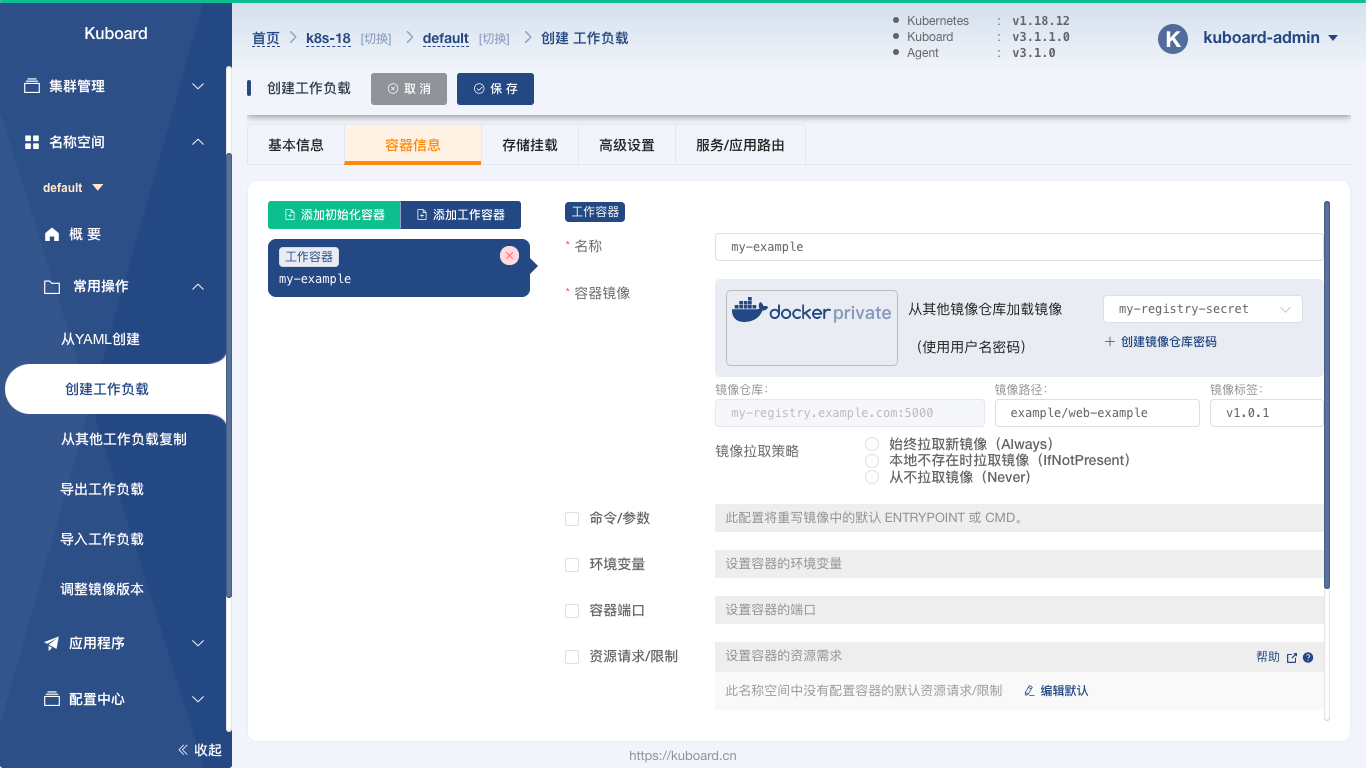 Kuboard
集群管理
名称空间
default
概 要
常用操作
从YAML创建
创建工作负载
从其他工作负载复制
导出工作负载
导入工作负载
调整镜像版本
应用程序
配置中心
收起
首页 k8s-18 [切换] default [切换] 创建 工作负载
Kubernetes : v1.18.12
Kuboard : v3.1.1.0
Agent : v3.1.0
K kuboard-admin
创建工作负载 取 消 保 存
基本信息 容器信息 存储挂载 高级设置 服务/应用路由
添加初始化容器 添加工作容器
工作容器
my-example
工作容器
* 名称 my-example
* 容器镜像
docker private
从其他镜像仓库加载镜像
（使用用户名密码）
my-registry-secret
创建镜像仓库密码
镜像仓库: 镜像路径: 镜像标签:
my-registry.example.com:5000 example/web-example v1.0.1
镜像拉取策略
始终拉取新镜像（Always）
本地不存在时拉取镜像（IfNotPresent）
从不拉取镜像（Never）
命令/参数 此配置将重写镜像中的默认 ENTRYPOINT 或 CMD。
环境变量 设置容器的环境变量
容器端口 设置容器的端口
资源请求/限制 设置容器的资源需求 帮助 ?
此名称空间中没有配置容器的默认资源请求/限制 编辑默认
https://kuboard.cn